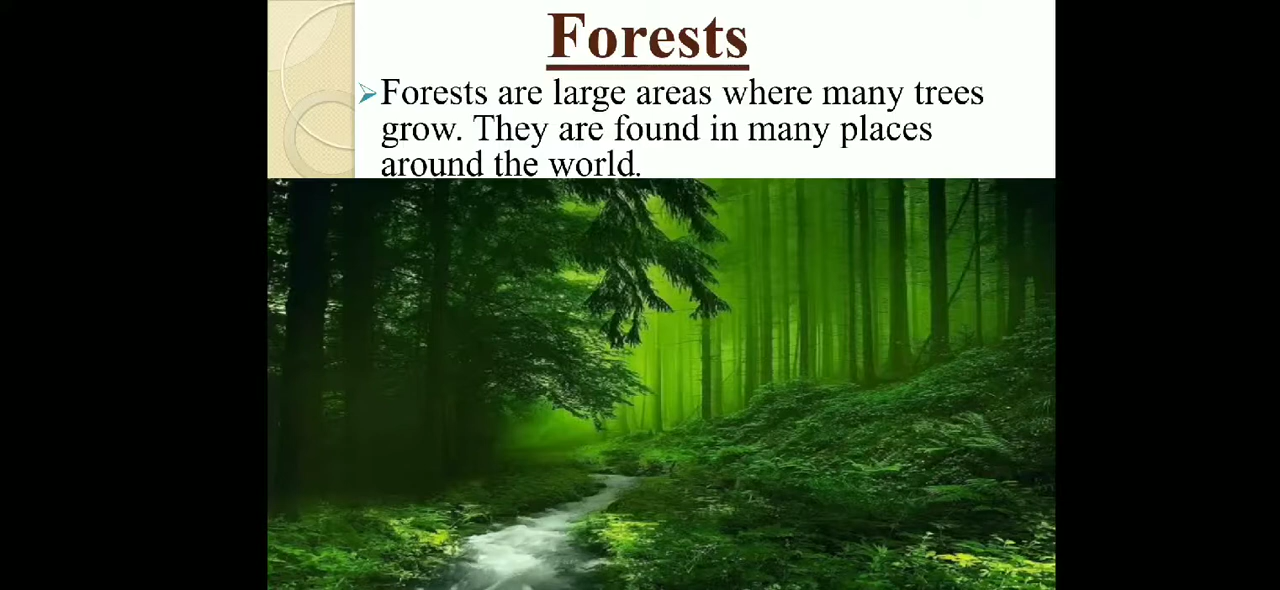 Forests
Forests are large areas where many trees
grow. They are found in many places
around the world.